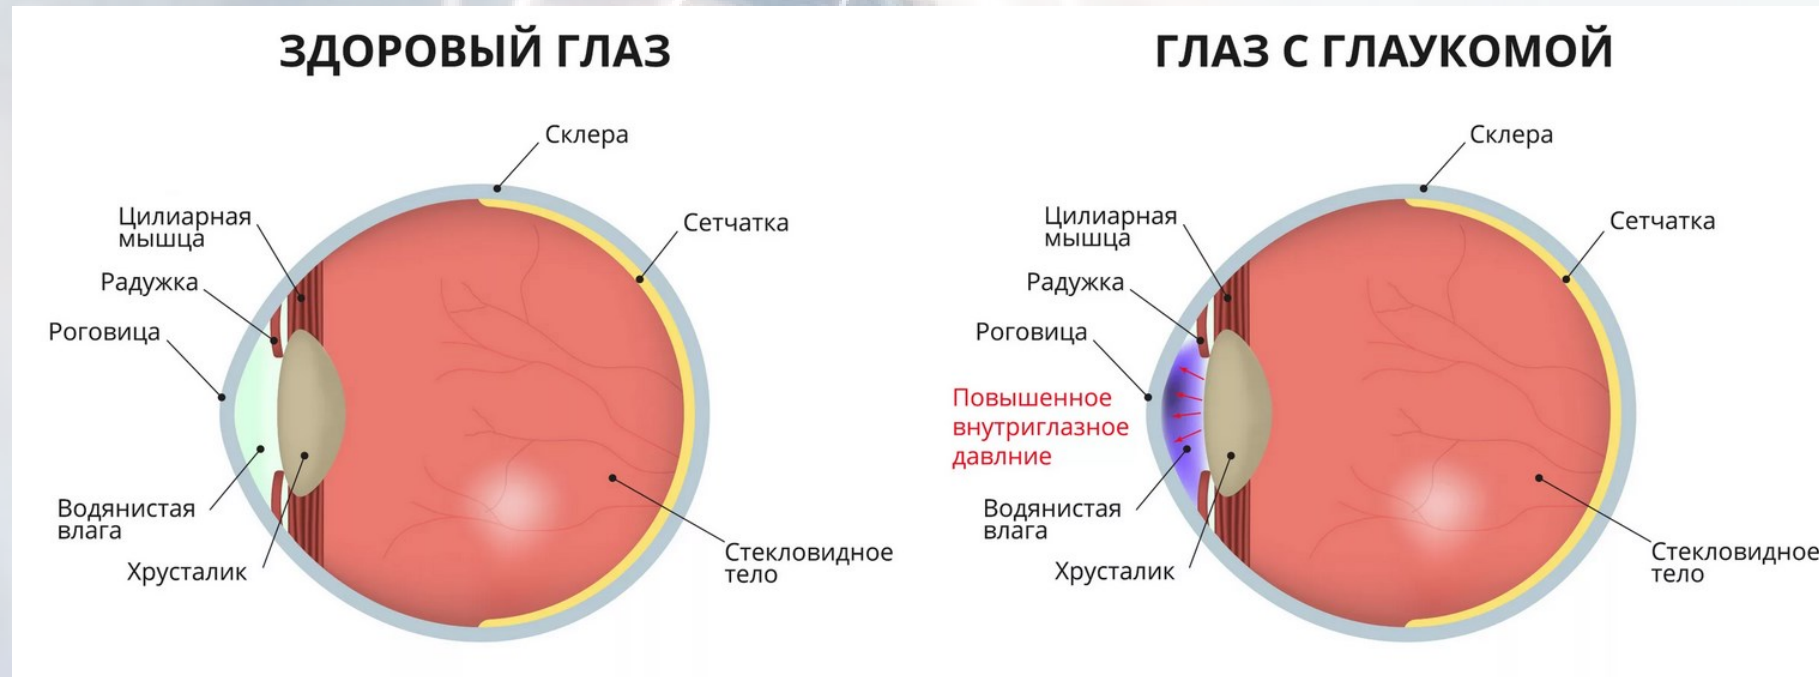 ЗДОРОВЫЙ ГЛАЗ
Склера
Цилиарная
мышца
Сетчатка
Радужка
Роговица
Водянистая
влага
Хрусталик
Стекловидное
тело
ГЛАЗ С ГЛАУКОМОЙ
Склера
Цилиарная
мышца
Сетчатка
Радужка
Роговица
Повышенное
внутриглазное
давлние
Водянистая
влага
Хрусталик
Стекловидное
тело